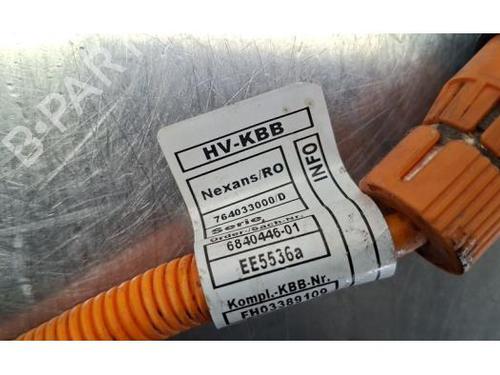 B-PARTS
HV-KBB
Nexans/RO
764033000/D
Serie
Order/Sach.-Nr.
6840446-01
EE5536a
Kompl.-KBB-Nr.
EH03389109
INFO